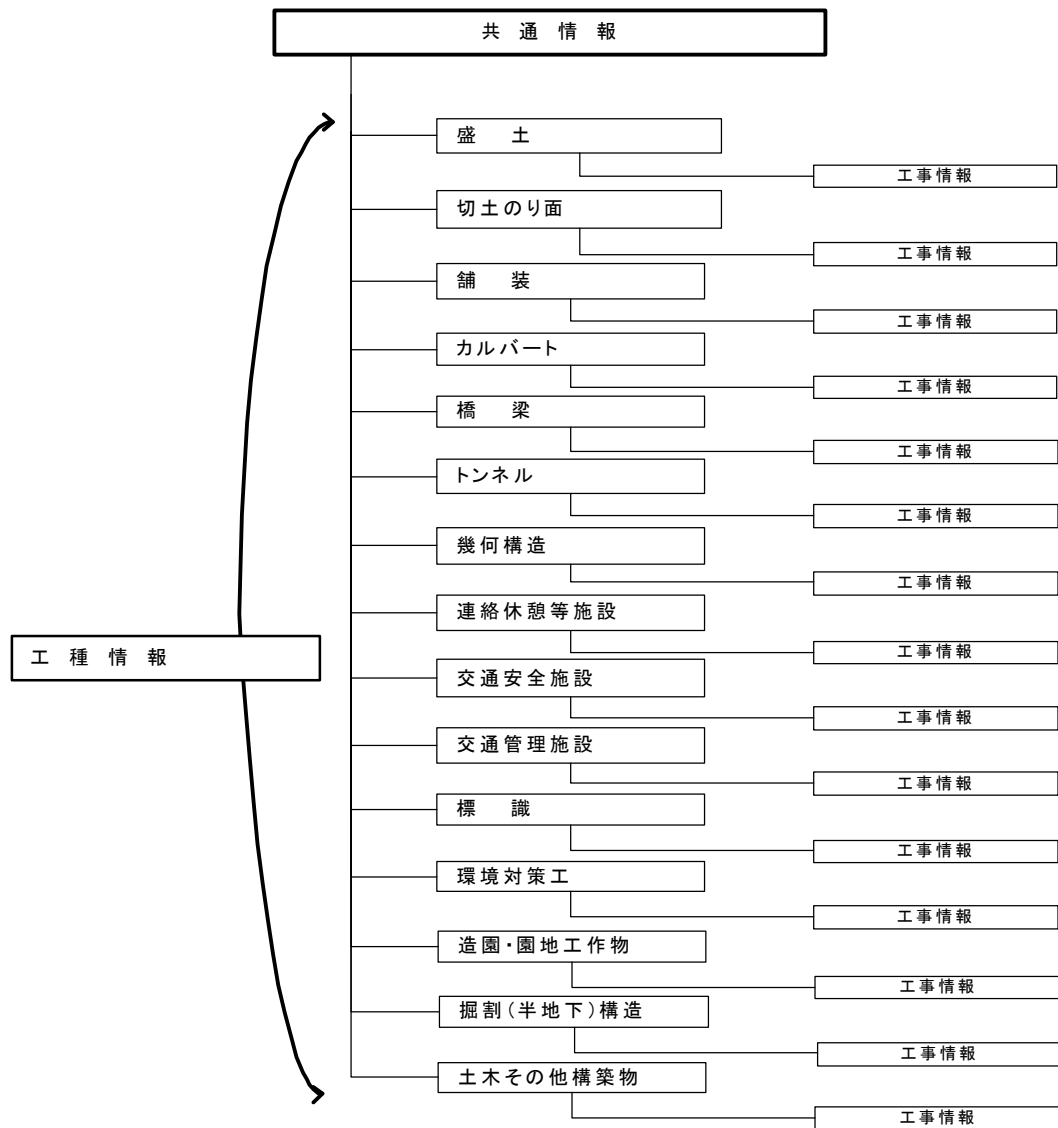 共通情報
盛土
工事情報
切土のり面
工事情報
舗装
工事情報
カルバート
工事情報
橋梁
工事情報
トンネル
工事情報
幾何構造
工事情報
連絡休憩等施設
工種情報
工事情報
交通安全施設
工事情報
交通管理施設
工事情報
標識
工事情報
環境対策工
工事情報
造園・園地工作物
工事情報
掘割(半地下)構造
工事情報
土木その他構築物
工事情報